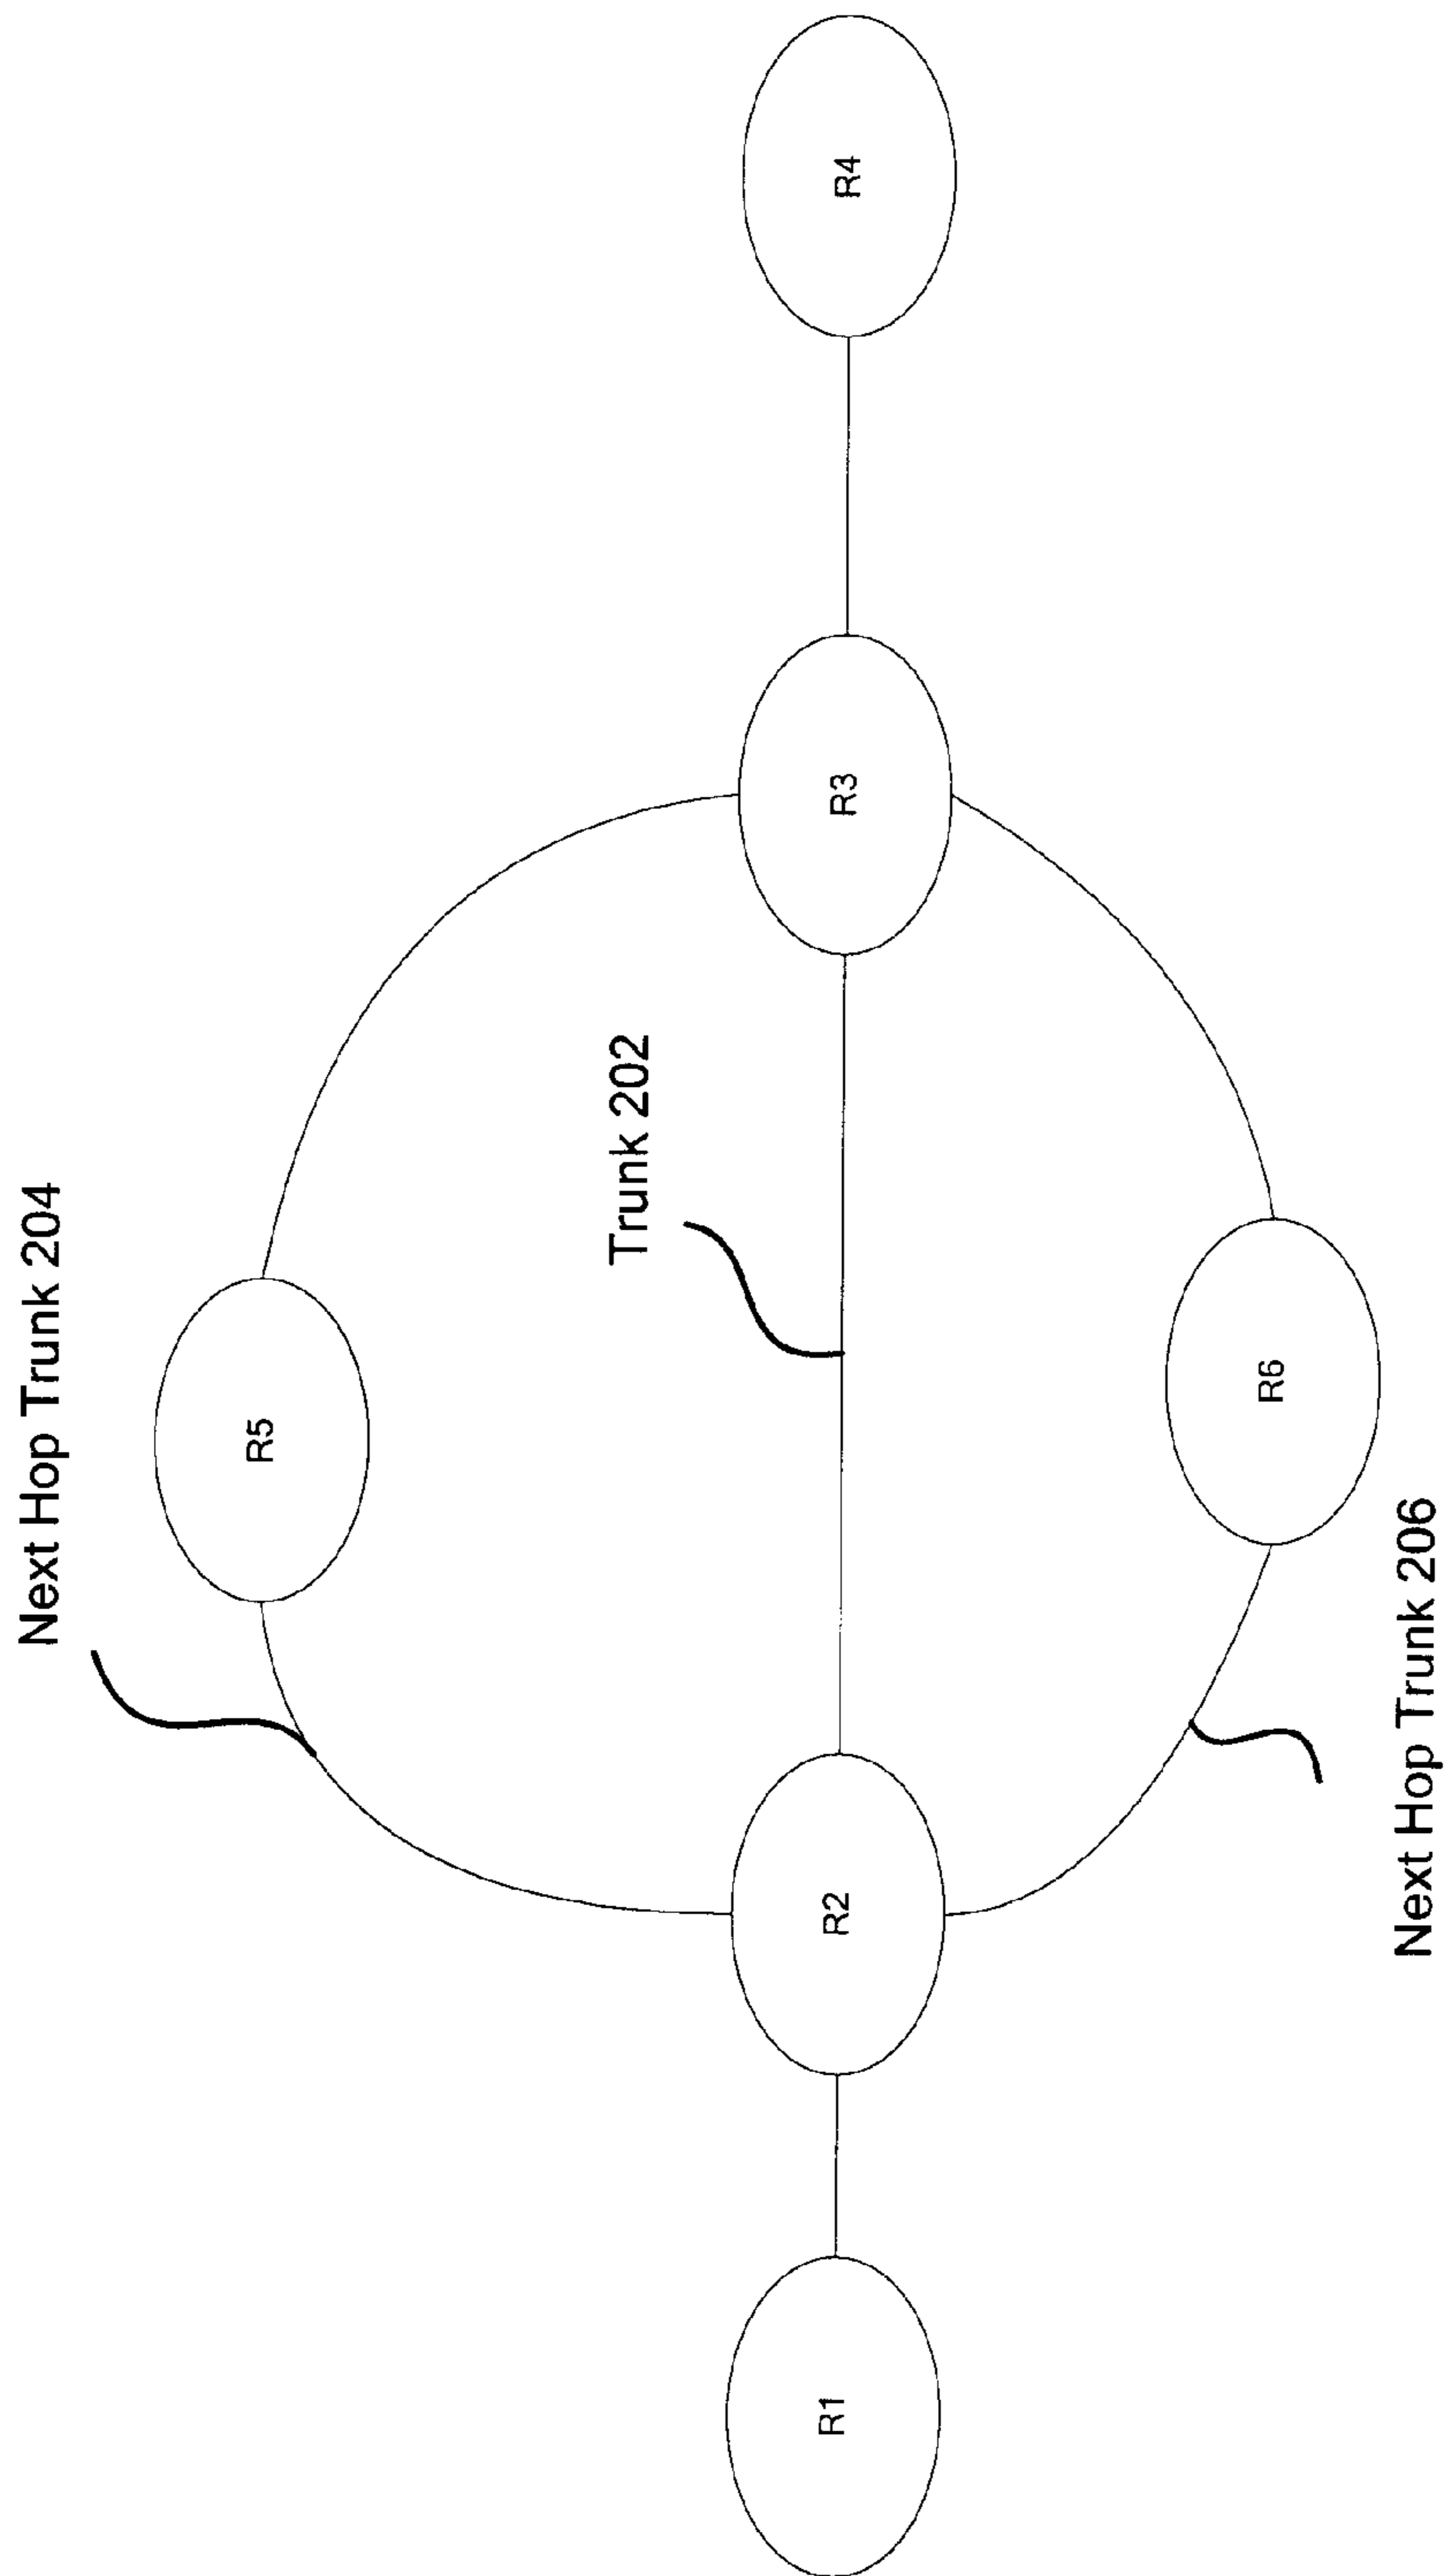 Next Hop Trunk 204
R5
Trunk 202
R1
R2
R3
R4
R6
Next Hop Trunk 206